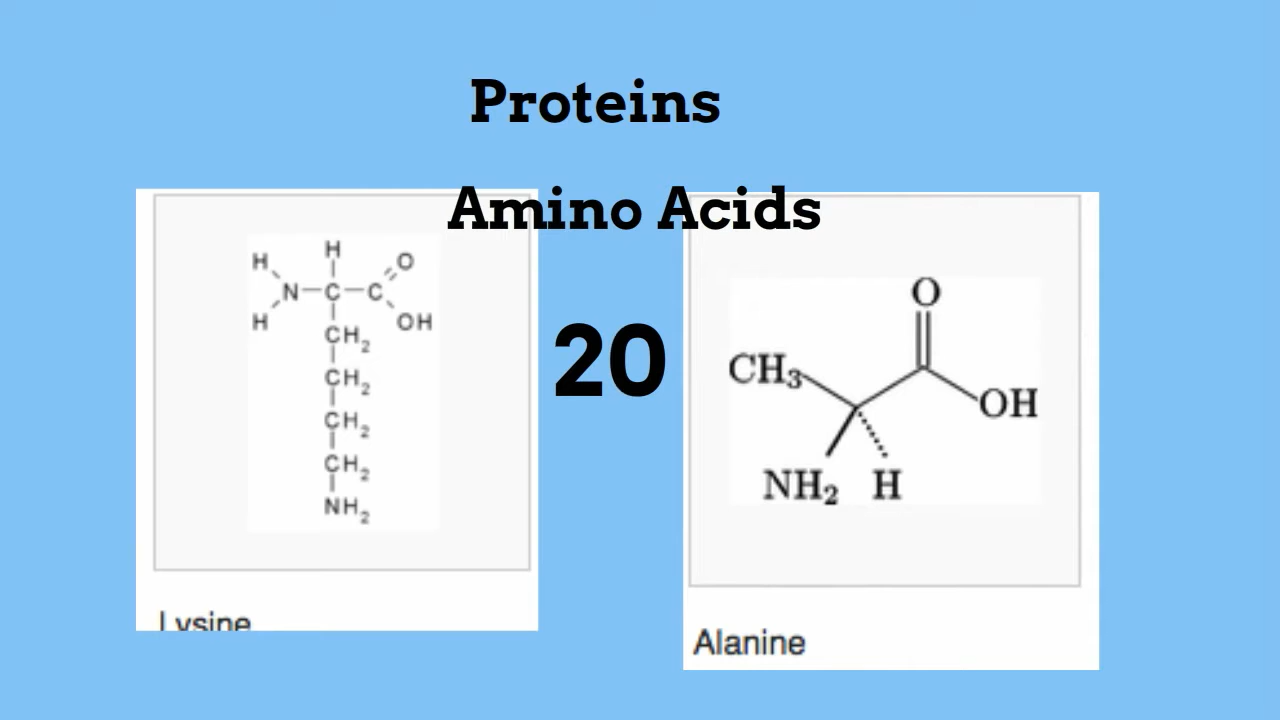 Proteins
Amino Acids
20
H
H
O
N C C
H
OH
CH2
CH2
CH2
CH2
NH2
Lysine
O
CH3
OH
NH2 H
Alanine